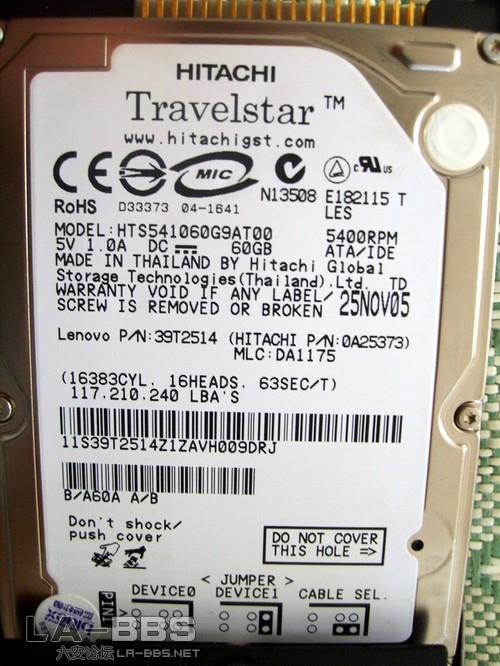 HITACHI
Travelstar™
www.hitachigst.com
CE MIC c RU US
N13508 E182115 T
RoHS D33373 04-1641 LES
MODEL:HTS541060G9AT00 5400RPM
5V 1.0A DC 60GB ATA/IDE
MADE IN THAILAND BY Hitachi Global
Storage Technologies(Thailand).Ltd. TD
WARRANTY VOID IF ANY LABEL/ 25NOV05
SCREW IS REMOVED OR BROKEN
Lenovo P/N:39T2514 (HITACHI P/N:0A25373)
MLC:DA1175
(16383CYL. 16HEADS. 63SEC/T)
117.210.240 LBA'S
11S39T2514Z1ZAVH009DRJ
B/A60A A/B
Don't shock/
push cover
DO NOT COVER
THIS HOLE =>
< JUMPER >
DEVICE0 DEVICE1 CABLE SEL.
PIN1
LA-BBS
六安论坛 LA-BBS.NET